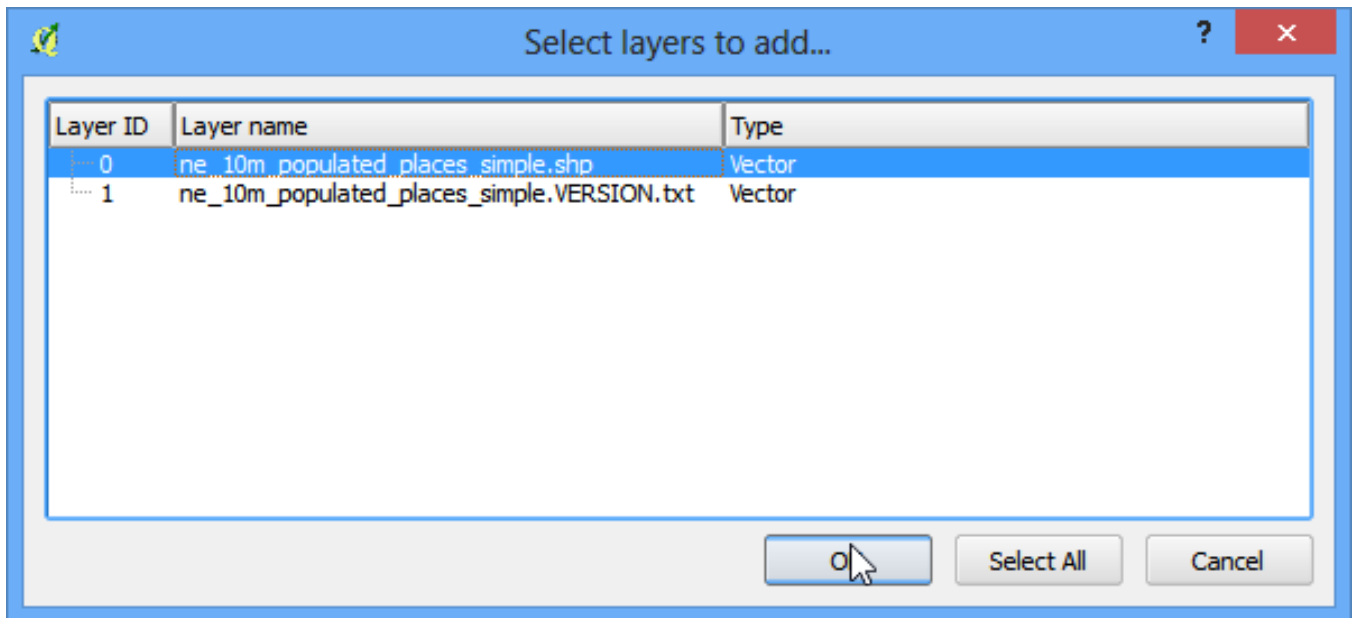 Select layers to add...
?
Layer ID Layer name Type
0 ne_10m_populated_places_simple.shp Vector
1 ne_10m_populated_places_simple.VERSION.txt Vector
Select All Cancel